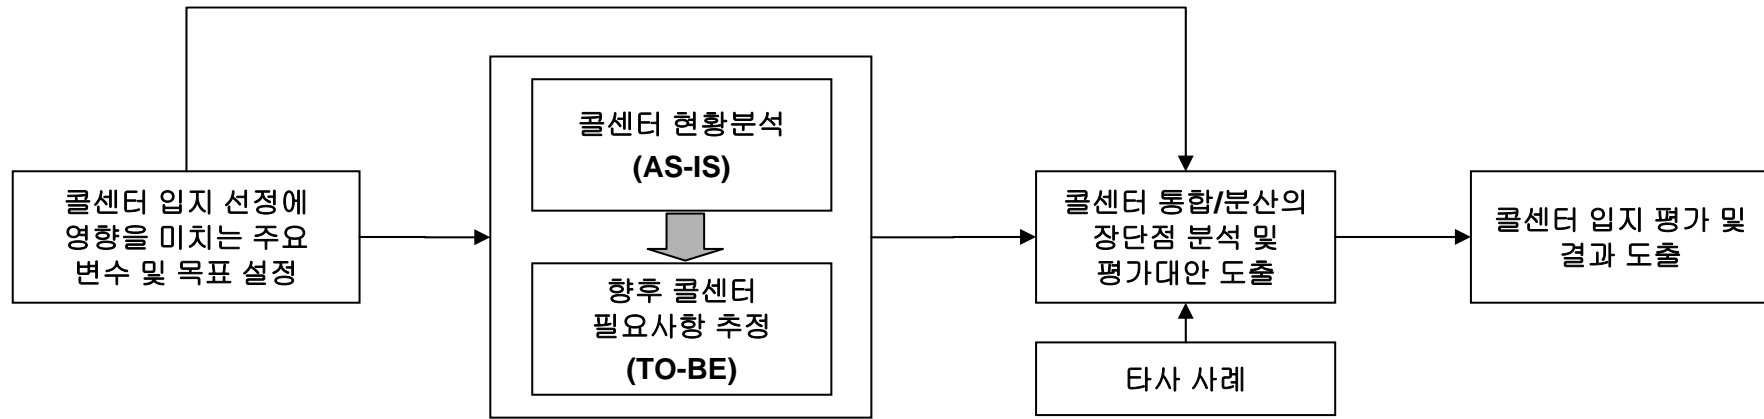 콜센터 입지 선정에
영향을 미치는 주요
변수 및 목표 설정
콜센터 현황분석
(AS-IS)
향후 콜센터
필요사항 추정
(TO-BE)
콜센터 통합/분산의
장단점 분석 및
평가대안 도출
타사 사례
콜센터 입지 평가 및
결과 도출